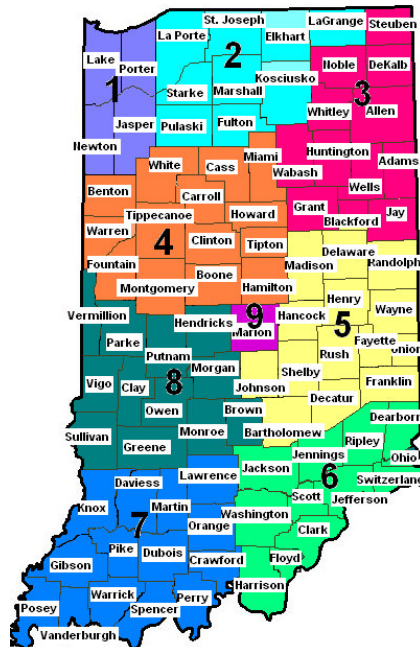 St. Joseph
LaGrange
Steuben
La Porte
Elkhart
Lake
Porter
2
Noble
DeKalb
Kosciusko
1
Starke
Marshall
3
Whitley
Allen
Jasper
Pulaski
Fulton
Newton
Miami
Huntington
White
Cass
Wabash
Adams
Benton
Carroll
Wells
Grant
Tippecanoe
Howard
Blackford
Jay
Warren
4
Clinton
Tipton
Delaware
Madison
Randolph
Fountain
Boone
Montgomery
Hamilton
Henry
Vermillion
9
Hancock
Wayne
Hendricks
Marion
5
Parke
Fayette
Union
Putnam
Rush
Morgan
Shelby
Vigo
Clay
8
Johnson
Franklin
Decatur
Owen
Brown
Dearborn
Sullivan
Monroe
Bartholomew
Ripley
Greene
Jennings
Ohio
Lawrence
Jackson
6
Daviess
Switzerland
Scott
Jefferson
Knox
Martin
Washington
7
Orange
Clark
Pike
Dubois
Gibson
Crawford
Floyd
Harrison
Warrick
Perry
Posey
Spencer
Vanderburgh